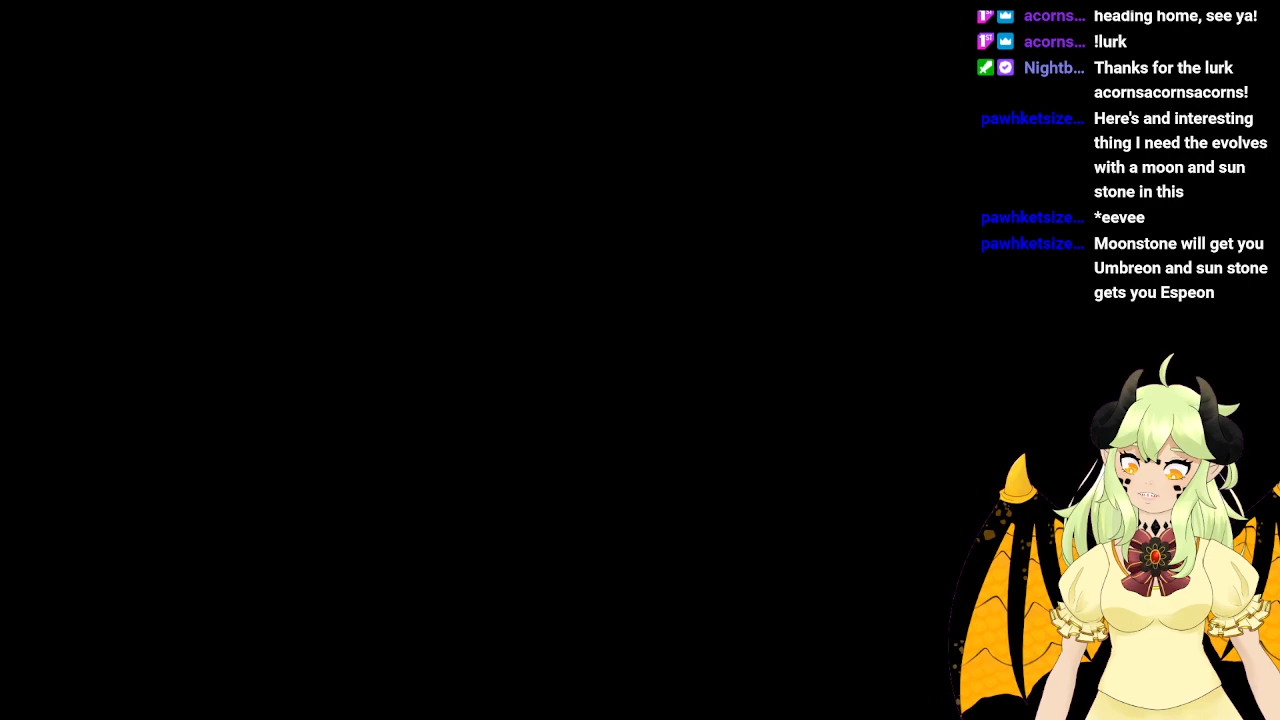 acorns... heading home, see ya!
acorns... !lurk
Nightb... Thanks for the lurk
acornsacornsacorns!
pawhketsize... Here's and interesting
thing I need the evolves
with a moon and sun
stone in this
pawhketsize... *eevee
pawhketsize... Moonstone will get you
Umbreon and sun stone
gets you Espeon